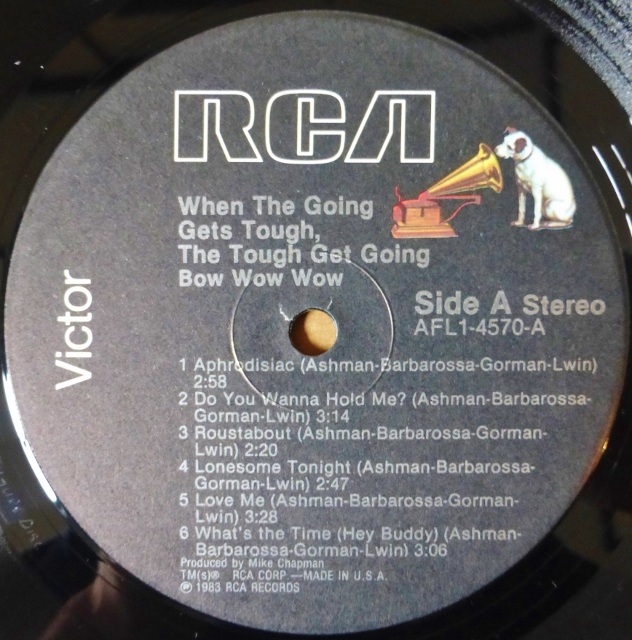 RCA
When The Going
Gets Tough,
The Tough Get Going
Bow Wow Wow
Victor
Side A Stereo
AFL1-4570-A
1 Aphrodisiac (Ashman-Barbarossa-Gorman-Lwin)
2:58
2 Do You Wanna Hold Me? (Ashman-Barbarossa-
Gorman-Lwin) 3:14
3 Roustabout (Ashman-Barbarossa-Gorman-
Lwin) 2:20
4 Lonesome Tonight (Ashman-Barbarossa-
Gorman-Lwin) 2:47
5 Love Me (Ashman-Barbarossa-Gorman-
Lwin) 3:28
6 What's the Time (Hey Buddy) (Ashman-
Barbarossa-Gorman-Lwin) 3:06
Produced by Mike Chapman
TM(s)® RCA CORP.—MADE IN U.S.A.
℗ 1983 RCA RECORDS